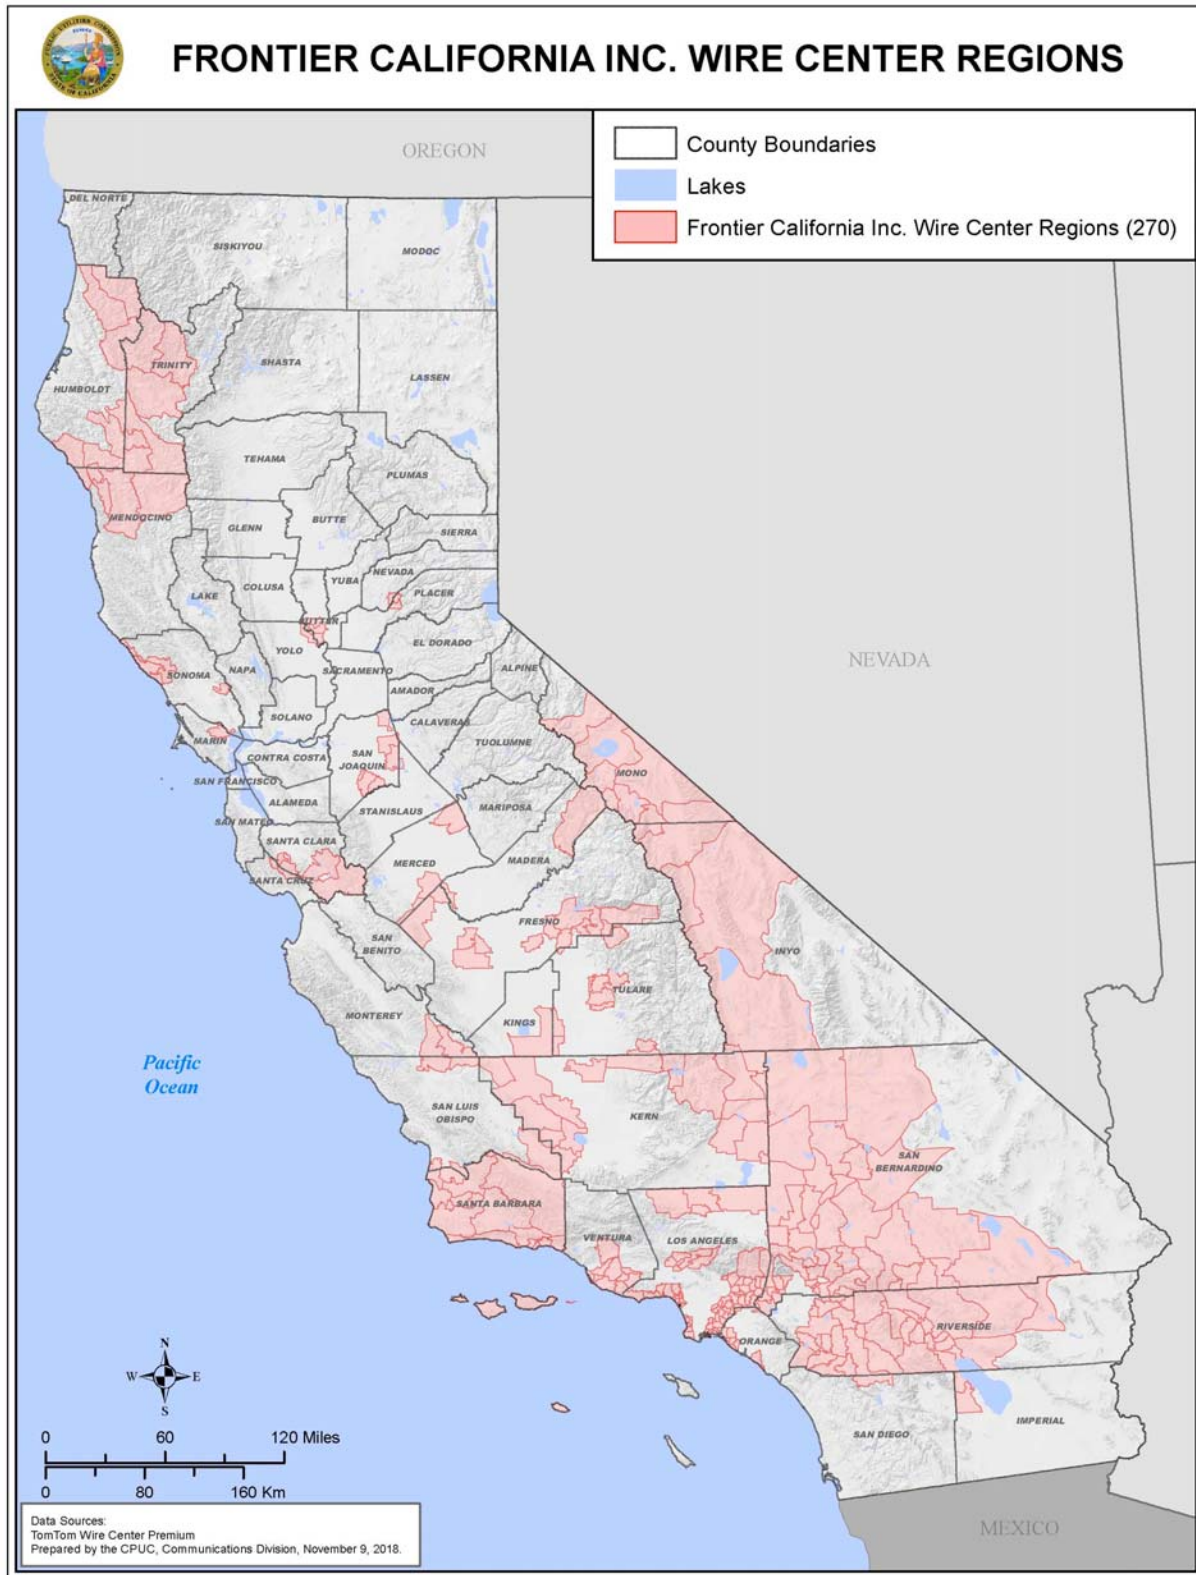 FRONTIER CALIFORNIA INC. WIRE CENTER REGIONS
County Boundaries
Lakes
Frontier California Inc. Wire Center Regions (270)
OREGON
DEL NORTE
SISKIYOU
MODOC
TRINITY
SHASTA
LASSEN
HUMBOLDT
TEHAMA
PLUMAS
MENDOCINO
GLENN
BUTTE
SIERRA
LAKE
COLUSA
YUBA
NEVADA
PLACER
SUTTER
YOLO
EL DORADO
NEVADA
SONOMA
NAPA
SACRAMENTO
ALPINE
AMADOR
SOLANO
CALAVERAS
MARIN
CONTRA COSTA
SAN
JOAQUIN
TUOLUMNE
MONO
SAN FRANCISCO
ALAMEDA
STANISLAUS
MARIPOSA
SAN MATEO
SANTA CLARA
MERCED
MADERA
SANTA CRUZ
FRESNO
SAN
BENITO
INYO
TULARE
MONTEREY
KINGS
Pacific
Ocean
SAN LUIS
OBISPO
KERN
SAN
BERNARDINO
SANTA BARBARA
VENTURA
LOS ANGELES
RIVERSIDE
ORANGE
SAN DIEGO
IMPERIAL
MEXICO
N
W E
S
0 60 120 Miles
0 80 160 Km
Data Sources:
TomTom Wire Center Premium
Prepared by the CPUC, Communications Division, November 9, 2018.